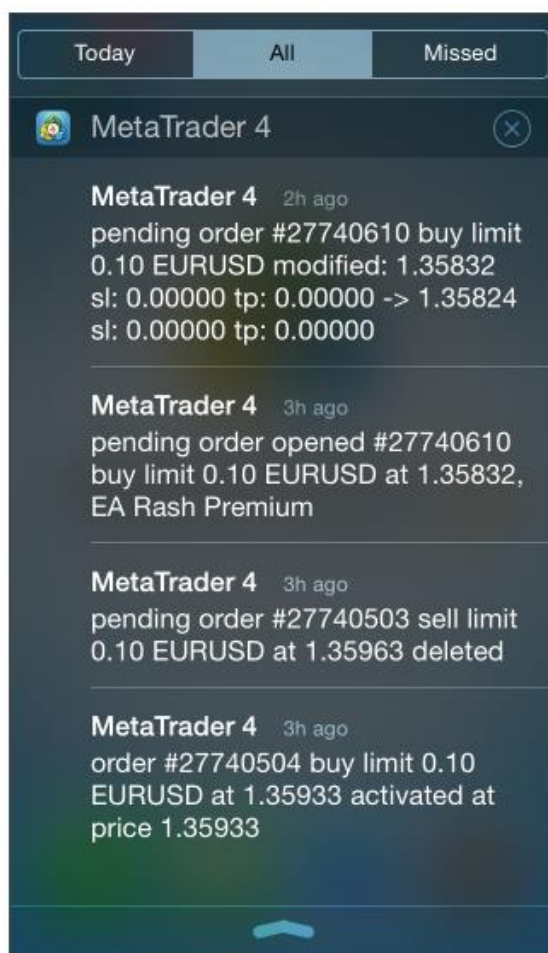 Today All Missed
MetaTrader 4
MetaTrader 4 2h ago
pending order #27740610 buy limit
0.10 EURUSD modified: 1.35832
sl: 0.00000 tp: 0.00000 -> 1.35824
sl: 0.00000 tp: 0.00000
MetaTrader 4 3h ago
pending order opened #27740610
buy limit 0.10 EURUSD at 1.35832,
EA Rash Premium
MetaTrader 4 3h ago
pending order #27740503 sell limit
0.10 EURUSD at 1.35963 deleted
MetaTrader 4 3h ago
order #27740504 buy limit 0.10
EURUSD at 1.35933 activated at
price 1.35933